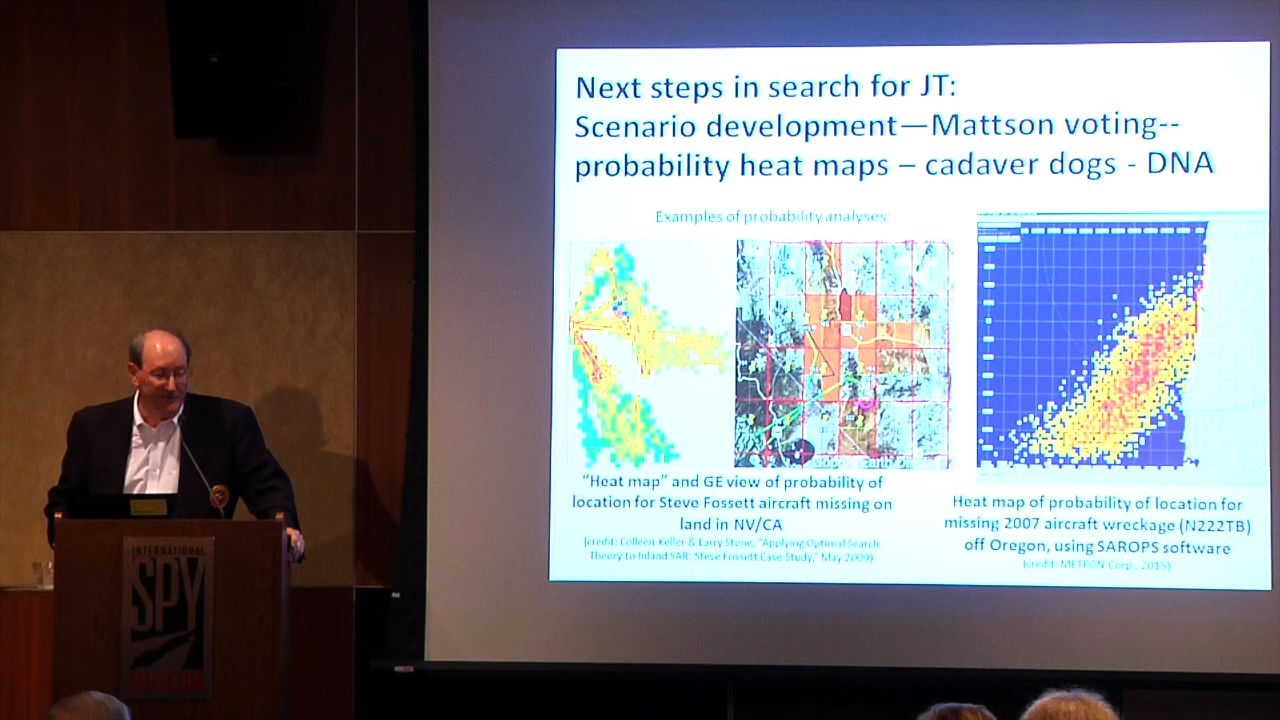 Next steps in search for JT:
Scenario development—Mattson voting--
probability heat maps – cadaver dogs - DNA
Examples of probability analyses:
"Heat map" and GE view of probability of
location for Steve Fossett aircraft missing on
land in NV/CA
(credit: Colleen Keller & Larry Stone, "Applying Optimal Search
Theory to Inland SAR: Steve Fossett Case Study," May 2009)
Heat map of probability of location for
missing 2007 aircraft wreckage (N222TB)
off Oregon, using SAROPS software
(credit: METRON Corp., 2015)
INTERNATIONAL
SPY
MUSEUM